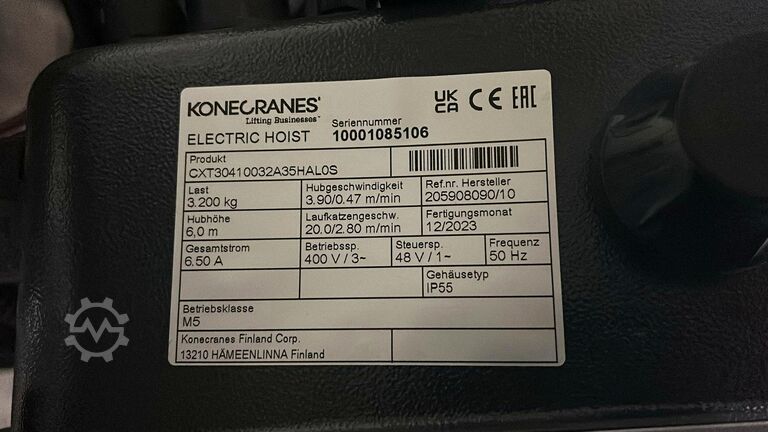 KONECRANES®
Lifting Businesses™
UK CA CE EAC
ELECTRIC HOIST
Seriennummer
10001085106
Produkt
CXT30410032A35HAL0S
Last
3.200 kg
Hubgeschwindigkeit
3.90/0.47 m/min
Ref.nr. Hersteller
205908090/10
Hubhöhe
6,0 m
Laufkatzengeschw.
20.0/2.80 m/min
Fertigungsmonat
12/2023
Gesamtstrom
6.50 A
Betriebssp.
400 V / 3~
Steuersp.
48 V / 1~
Frequenz
50 Hz
Gehäusetyp
IP55
Betriebsklasse
M5
Konecranes Finland Corp.
13210 HÄMEENLINNA Finland